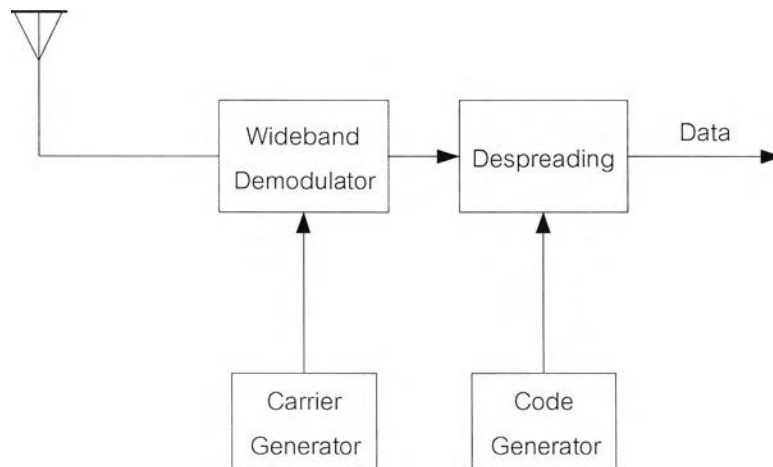 Wideband
Demodulator
Despreading
Data
Carrier
Generator
Code
Generator